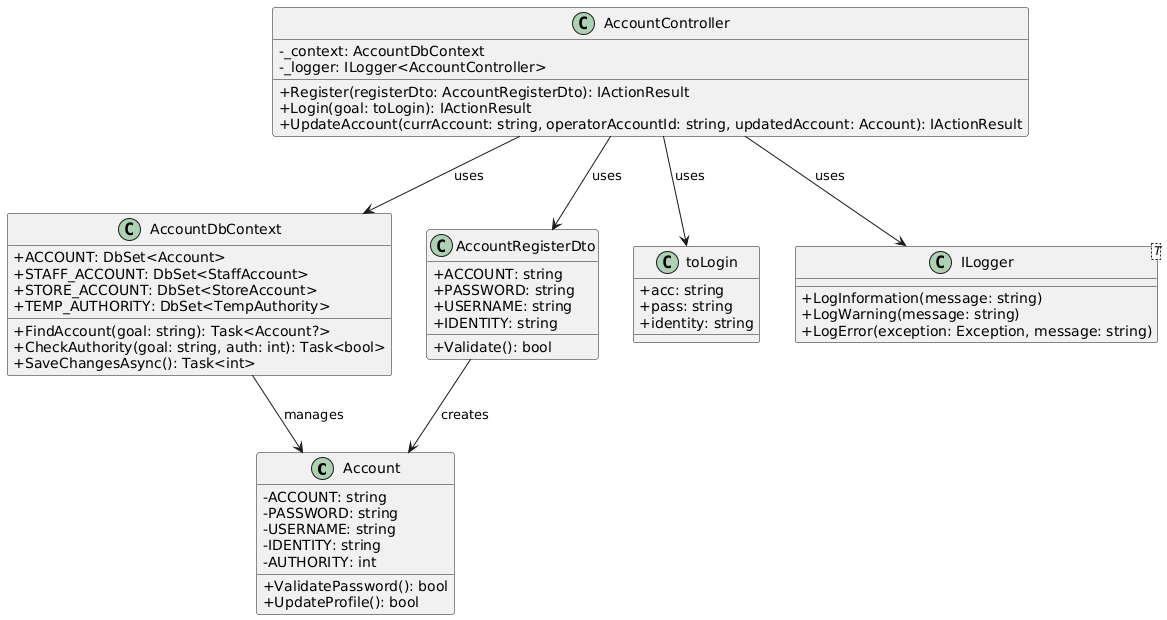 C AccountController
-_context: AccountDbContext
-_logger: ILogger<AccountController>
+Register(registerDto: AccountRegisterDto): IActionResult
+Login(goal: toLogin): IActionResult
+UpdateAccount(currAccount: string, operatorAccountId: string, updatedAccount: Account): IActionResult
uses
uses
uses
uses
C AccountDbContext
+ACCOUNT: DbSet<Account>
+STAFF_ACCOUNT: DbSet<StaffAccount>
+STORE_ACCOUNT: DbSet<StoreAccount>
+TEMP_AUTHORITY: DbSet<TempAuthority>
+FindAccount(goal: string): Task<Account?>
+CheckAuthority(goal: string, auth: int): Task<bool>
+SaveChangesAsync(): Task<int>
C AccountRegisterDto
+ACCOUNT: string
+PASSWORD: string
+USERNAME: string
+IDENTITY: string
+Validate(): bool
C toLogin
+acc: string
+pass: string
+identity: string
C ILogger
T
+LogInformation(message: string)
+LogWarning(message: string)
+LogError(exception: Exception, message: string)
manages
creates
C Account
-ACCOUNT: string
-PASSWORD: string
-USERNAME: string
-IDENTITY: string
-AUTHORITY: int
+ValidatePassword(): bool
+UpdateProfile(): bool